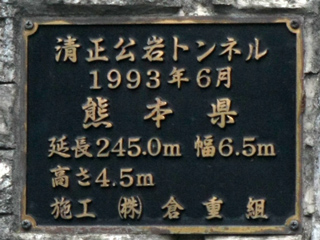 清正公岩トンネル
1993年6月
熊本県
延長245.0m 幅6.5m
高さ4.5m
施工 ㈱ 倉重組